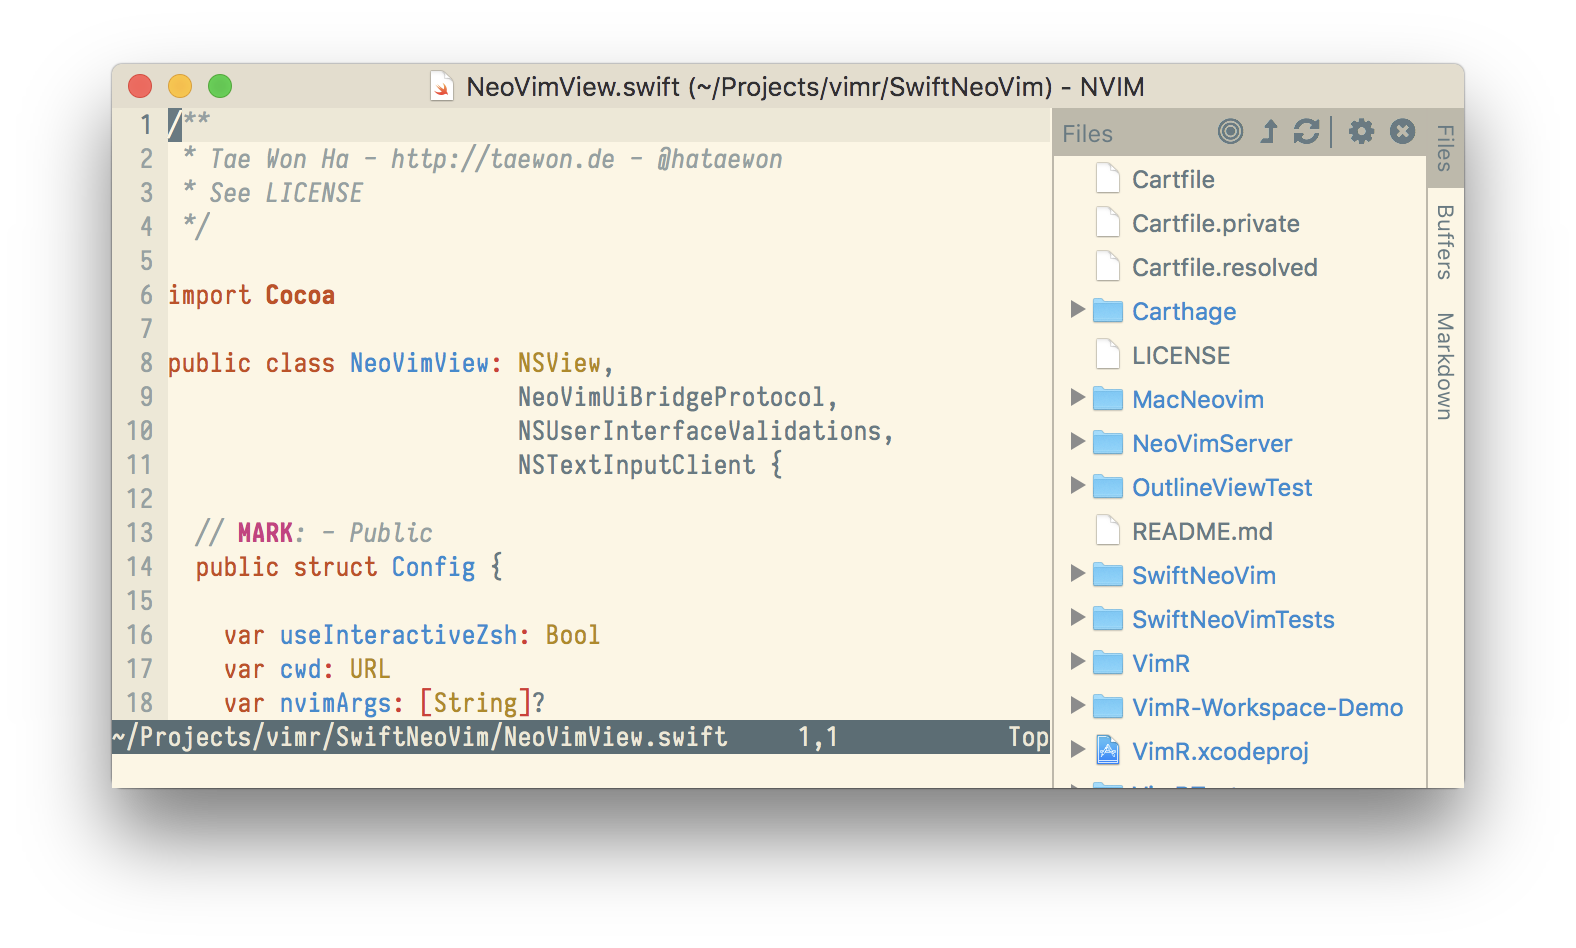 NeoVimView.swift (~/Projects/vimr/SwiftNeoVim) - NVIM
1 /**
2  * Tae Won Ha - http://taewon.de - @hataewon
3  * See LICENSE
4  */
5
6 import Cocoa
7
8 public class NeoVimView: NSView,
9                          NeoVimUiBridgeProtocol,
10                          NSUserInterfaceValidations,
11                          NSTextInputClient {
12
13   // MARK: - Public
14   public struct Config {
15
16     var useInteractiveZsh: Bool
17     var cwd: URL
18     var nvimArgs: [String]?
~/Projects/vimr/SwiftNeoVim/NeoVimView.swift     1,1     Top
Files
Cartfile
Cartfile.private
Cartfile.resolved
Carthage
LICENSE
MacNeovim
NeoVimServer
OutlineViewTest
README.md
SwiftNeoVim
SwiftNeoVimTests
VimR
VimR-Workspace-Demo
VimR.xcodeproj
Files
Buffers
Markdown